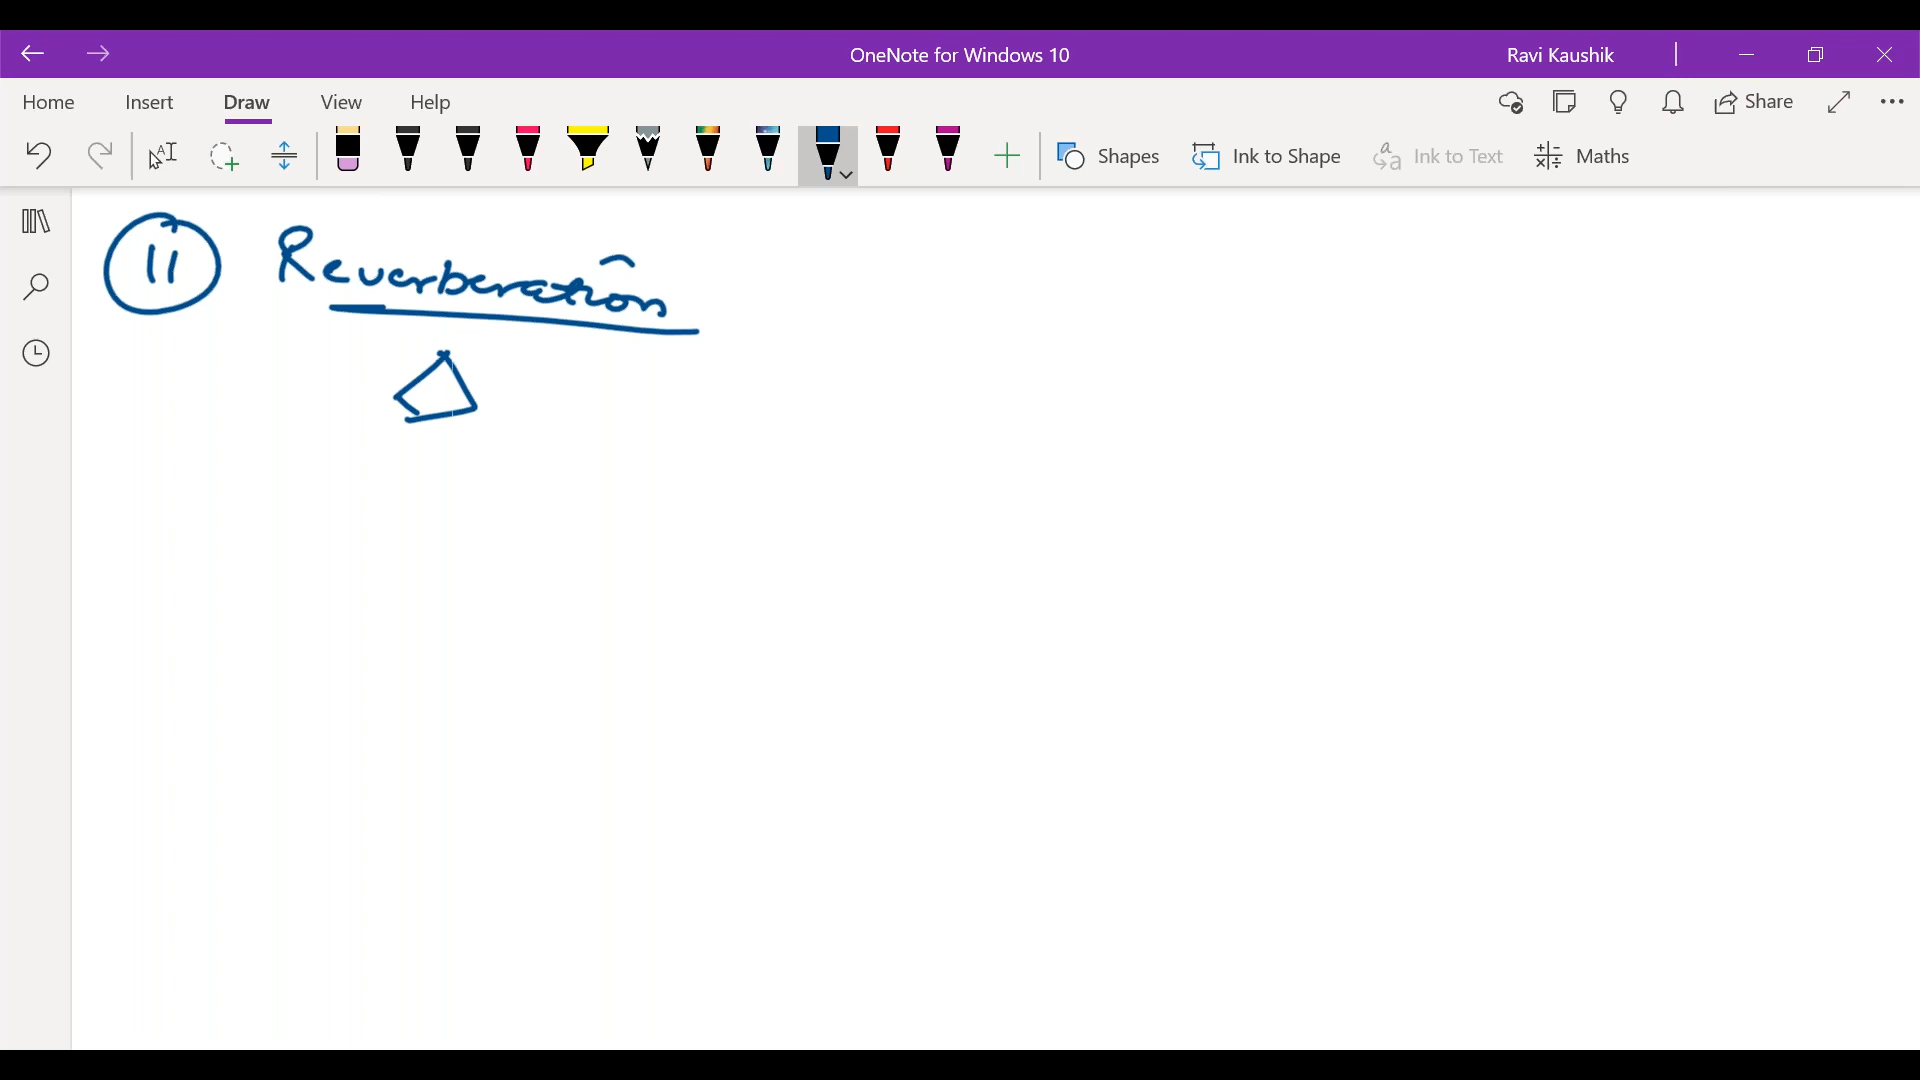 OneNote for Windows 10
Ravi Kaushik
Home Insert Draw View Help
Share
Shapes Ink to Shape Ink to Text Maths
11 Reverberation